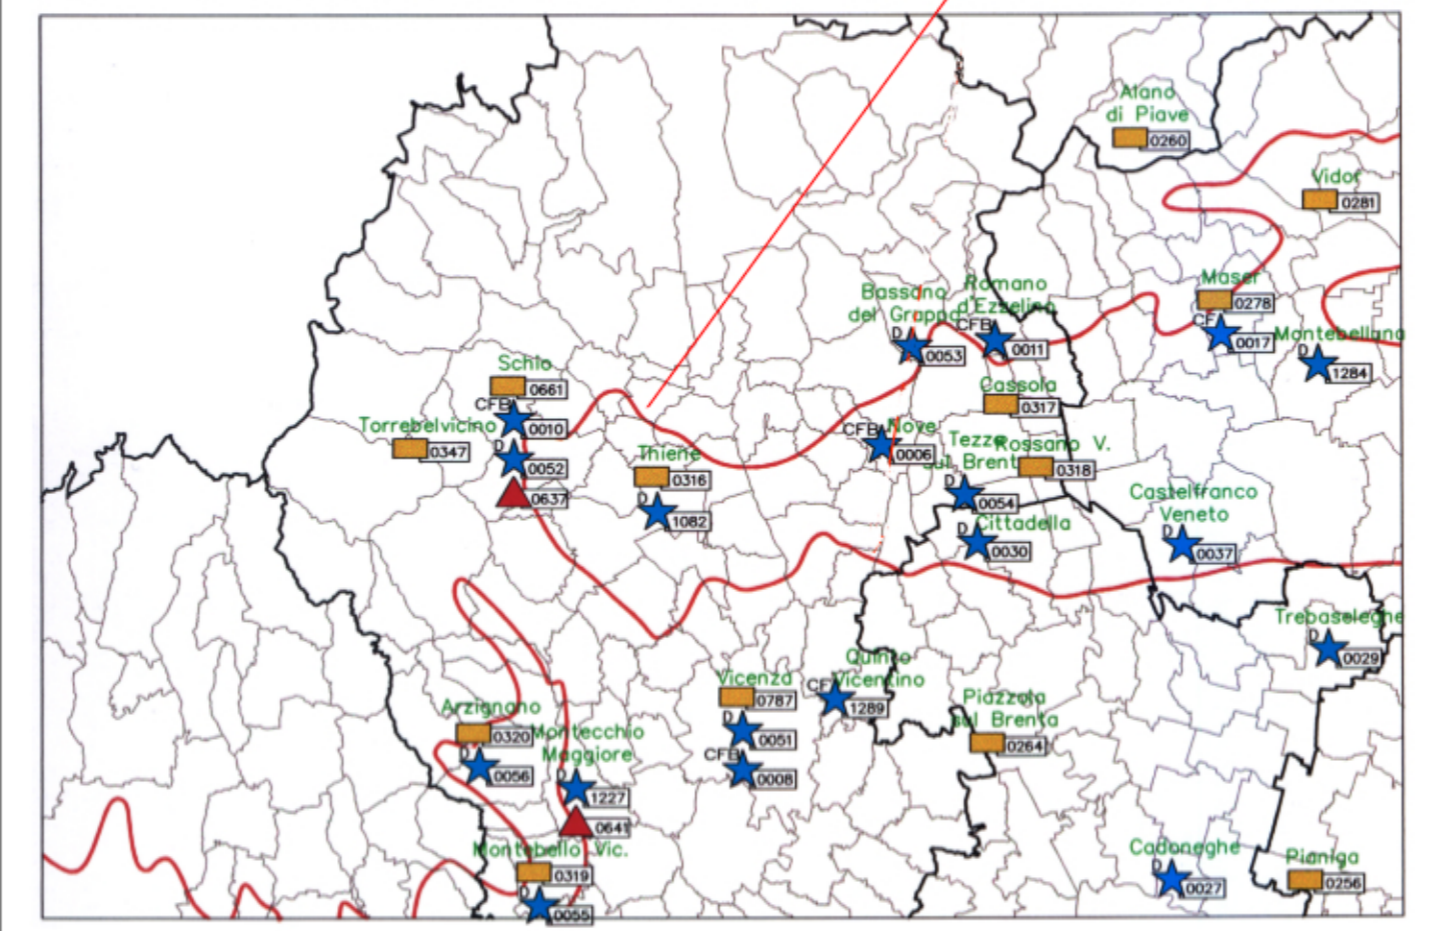 Alano
di Piave
0260
Vidor
0281
Maser
0278
CF
0017
Montebelluna
D
1284
Romano
d'Ezzelino
CFB
0011
Bassano
del Grappa
D
0053
Cassola
0317
Schio
0661
CFB
0010
D
0052
0637
Torrebelvicino
0347
Thiene
0316
1082
CFB
Nove
0006
Tezze
sul Brenta
D
0054
Rossano V.
0318
Cittadella
D
0030
Castelfranco
Veneto
D
0037
Trebaseleghe
D
0029
Quinto
Vicentino
CF
1289
Vicenza
0787
D
0051
CFB
0008
Piazzola
sul Brenta
0264
Arzignano
0320
D
0056
Montecchio
Maggiore
D
1227
0641
Montebello Vic.
0319
D
0055
Cadoneghe
D
0027
Pianiga
0256